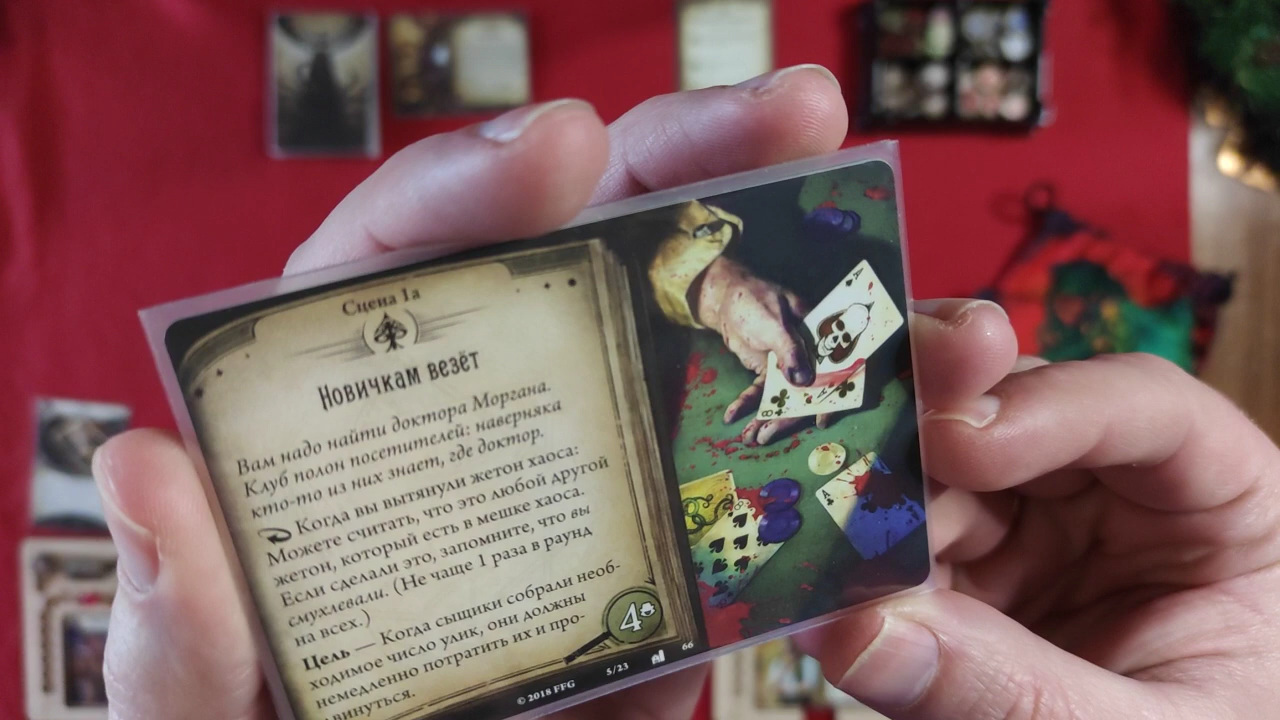 Сцена 1а
Новичкам везёт
Вам надо найти доктора Моргана.
Клуб полон посетителей: наверняка
кто-то из них знает, где доктор.
Когда вы вытянули жетон хаоса:
Можете считать, что это любой другой
жетон, который есть в мешке хаоса.
Если сделали это, запомните, что вы
смухлевали. (Не чаще 1 раза в раунд
на всех.)
Цель — Когда сыщики собрали необ-
ходимое число улик, они должны
немедленно потратить их и про-
двинуться.
4
© 2018 FFG
5/23
66
A
8
A